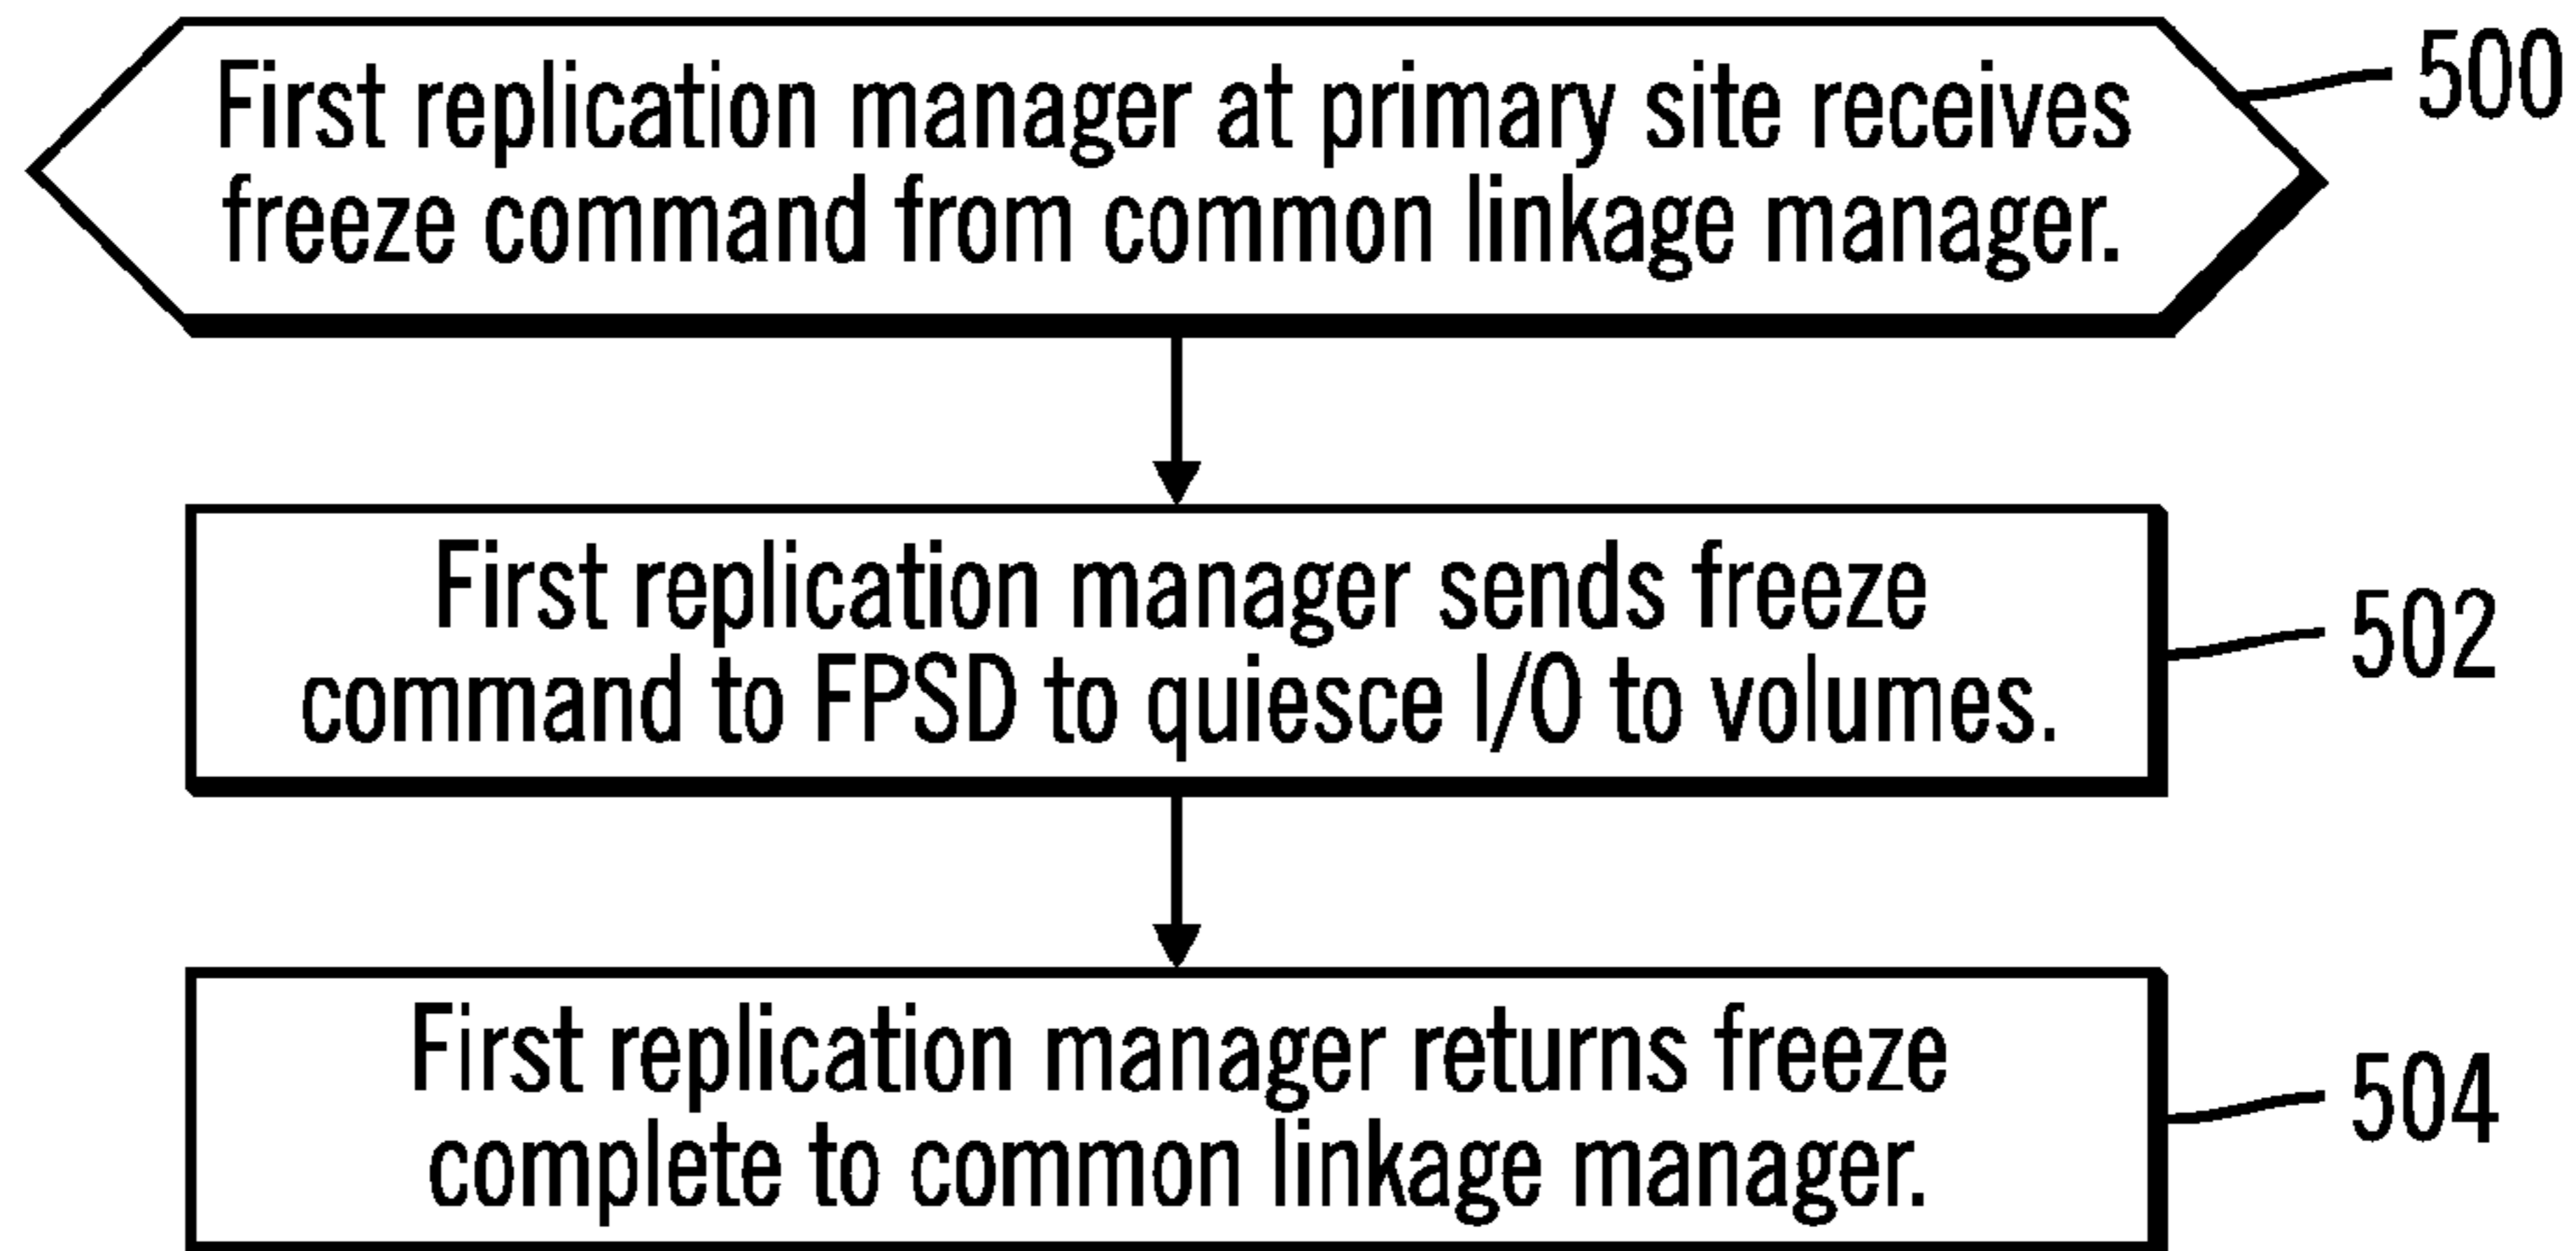 First replication manager at primary site receives
freeze command from common linkage manager.
500
First replication manager sends freeze
command to FPSD to quiesce I/O to volumes.
502
First replication manager returns freeze
complete to common linkage manager.
504